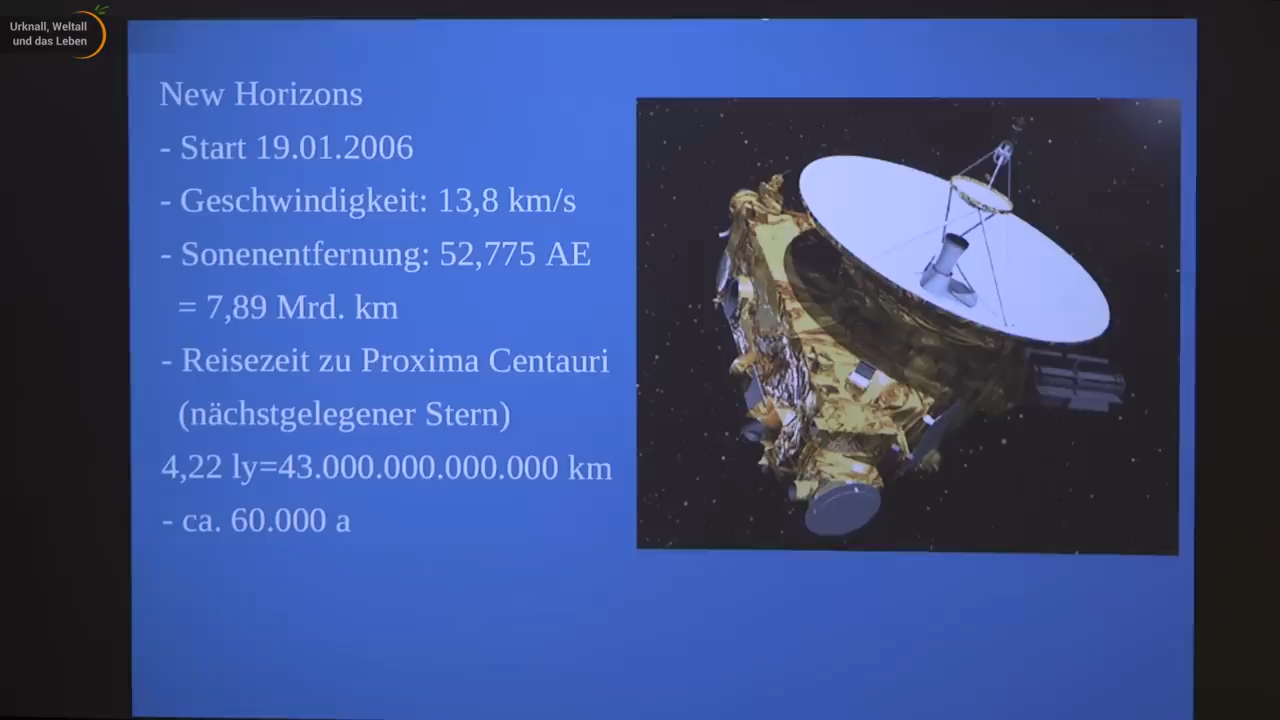 Urknall, Weltall
und das Leben
New Horizons
- Start 19.01.2006
- Geschwindigkeit: 13,8 km/s
- Sonenentfernung: 52,775 AE
= 7,89 Mrd. km
- Reisezeit zu Proxima Centauri
(nächstgelegener Stern)
4,22 ly=43.000.000.000.000 km
- ca. 60.000 a